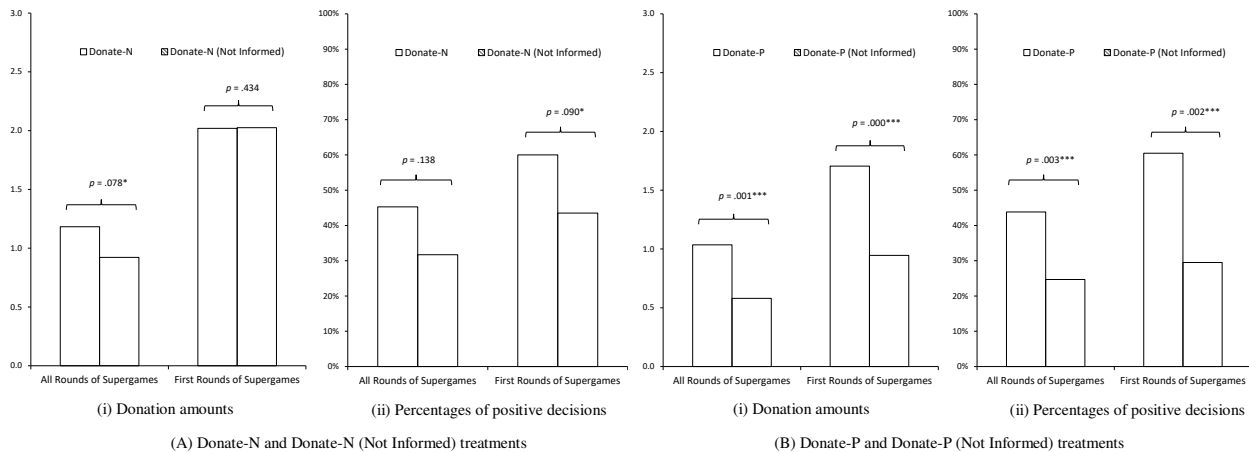 3.0
2.5
2.0
1.5
1.0
0.5
0.0
Donate-N
Donate-N (Not Informed)
p = .078*
p = .434
All Rounds of Supergames
First Rounds of Supergames
(i) Donation amounts
100%
90%
80%
70%
60%
50%
40%
30%
20%
10%
0%
Donate-N
Donate-N (Not Informed)
p = .138
p = .090*
All Rounds of Supergames
First Rounds of Supergames
(ii) Percentages of positive decisions
(A) Donate-N and Donate-N (Not Informed) treatments
3.0
2.5
2.0
1.5
1.0
0.5
0.0
Donate-P
Donate-P (Not Informed)
p = .001***
p = .000***
All Rounds of Supergames
First Rounds of Supergames
(i) Donation amounts
100%
90%
80%
70%
60%
50%
40%
30%
20%
10%
0%
Donate-P
Donate-P (Not Informed)
p = .003***
p = .002***
All Rounds of Supergames
First Rounds of Supergames
(ii) Percentages of positive decisions
(B) Donate-P and Donate-P (Not Informed) treatments